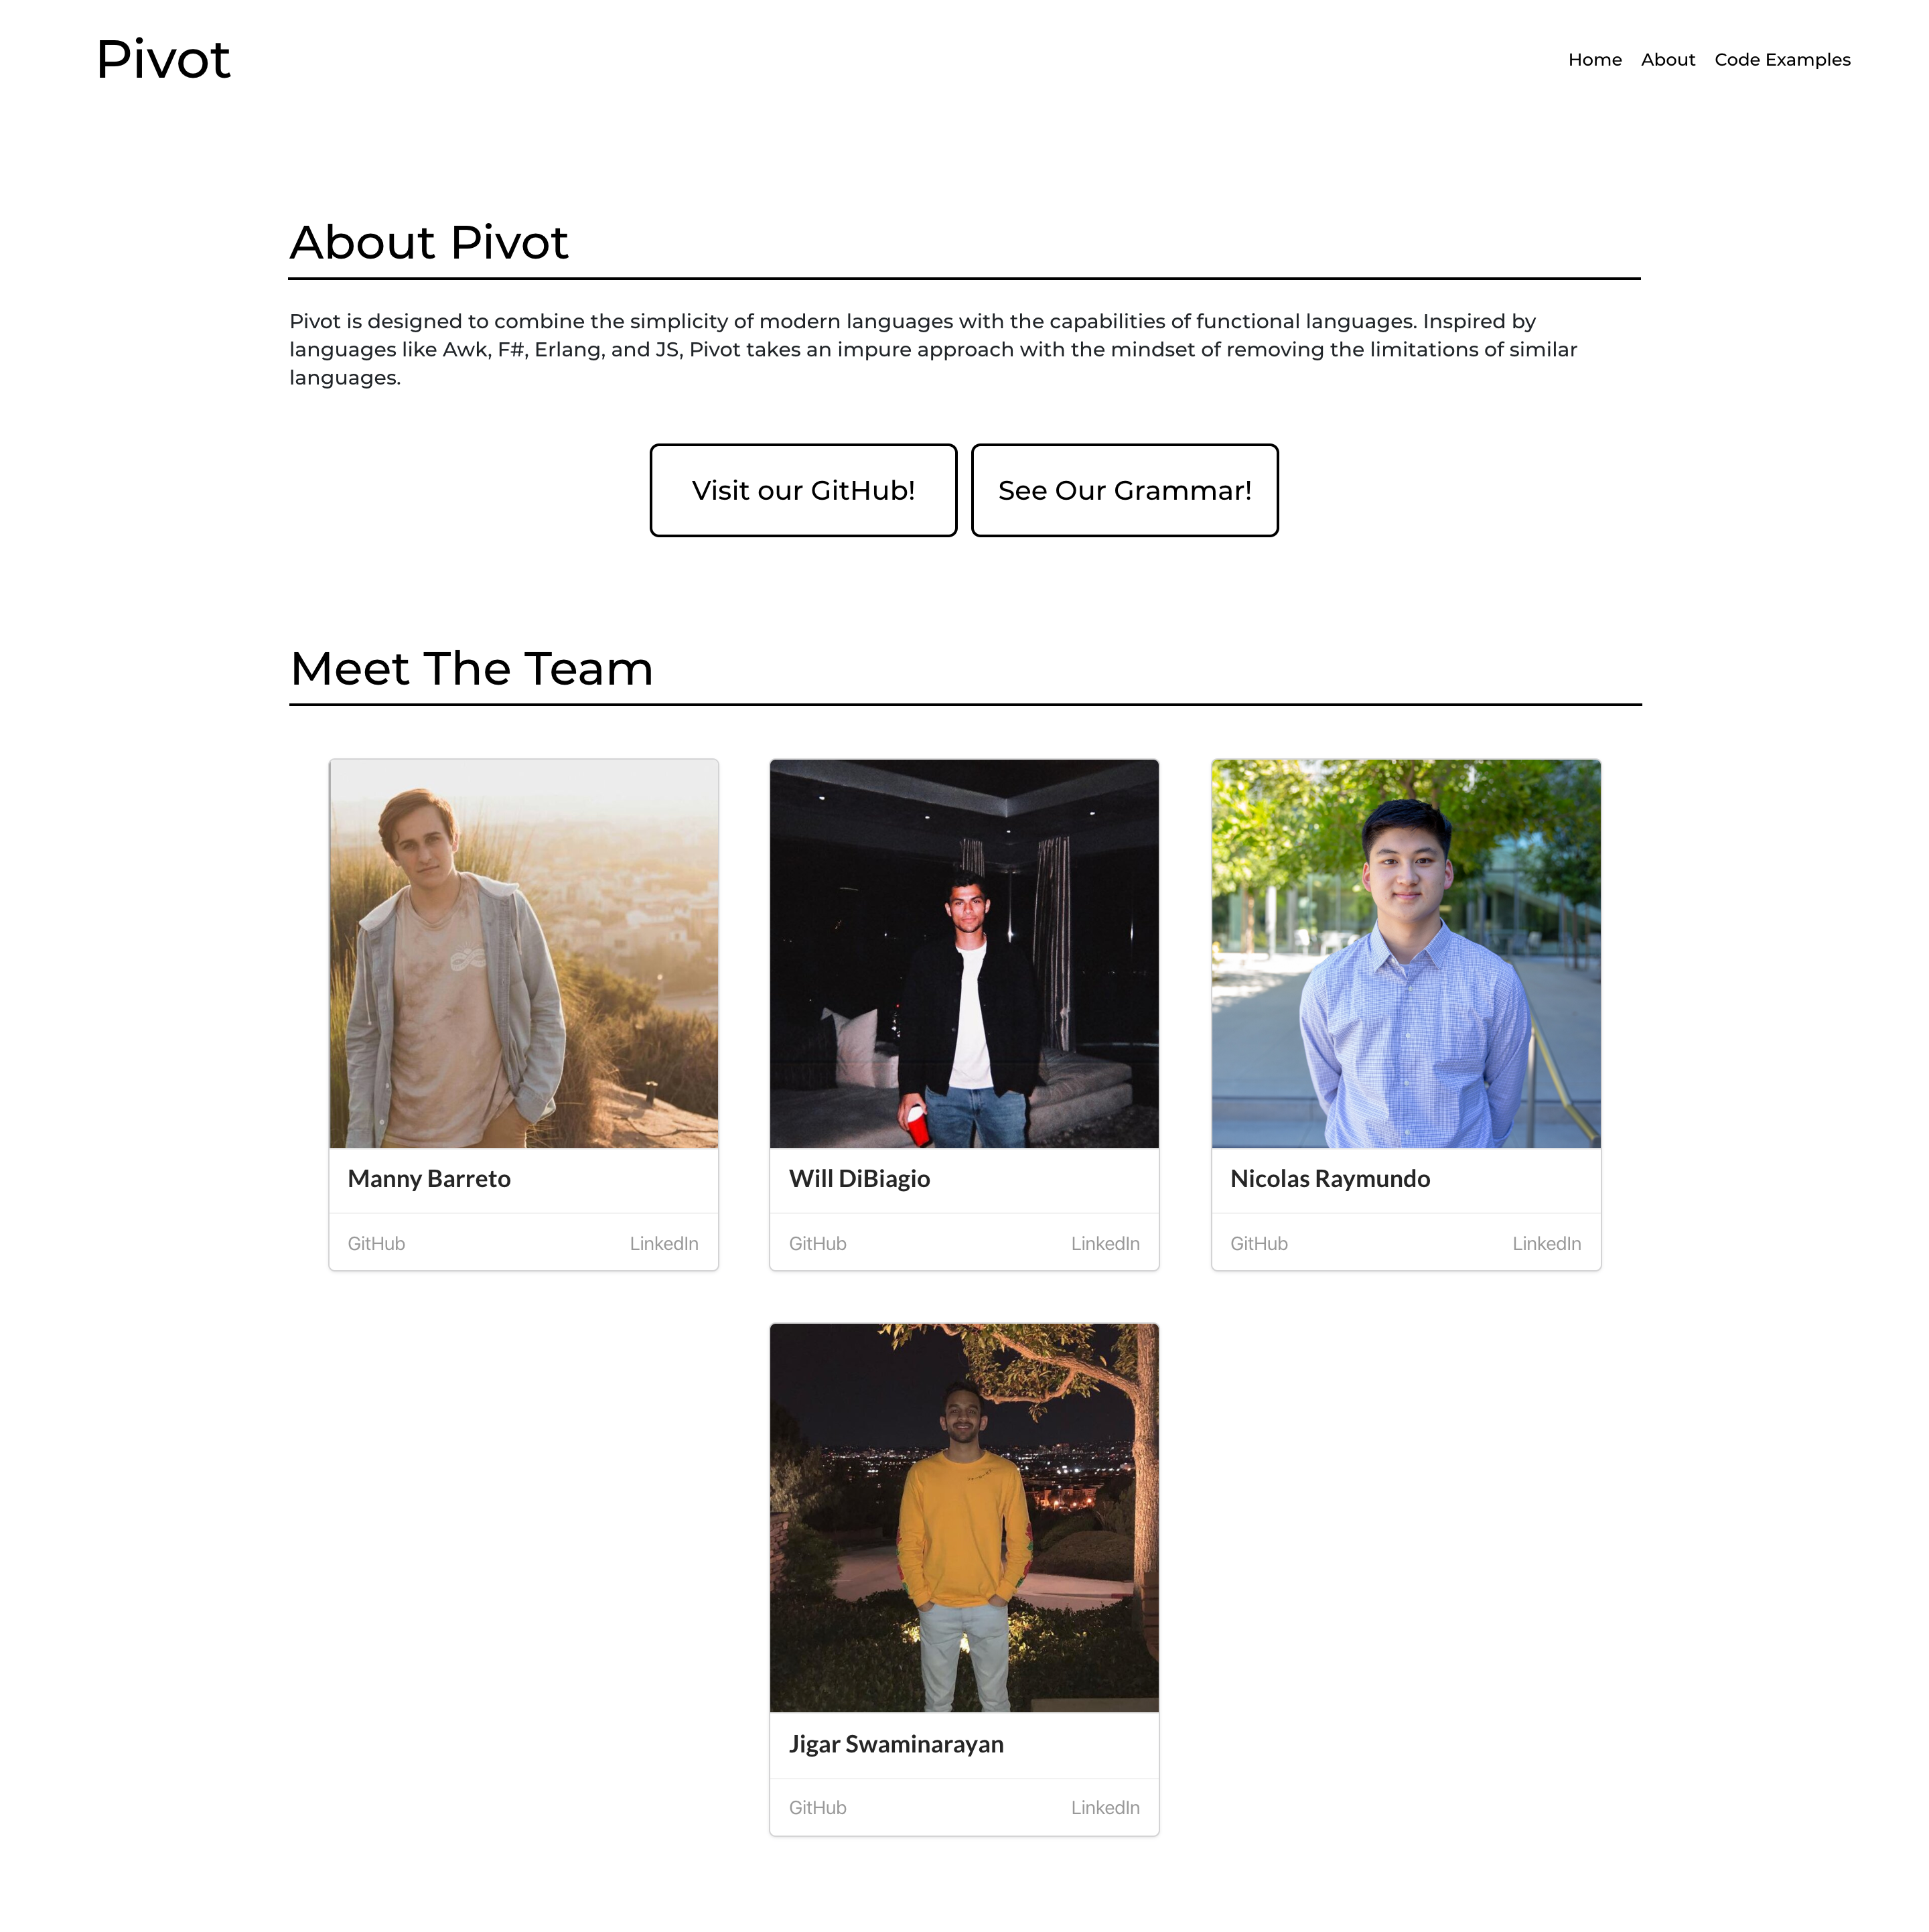 Pivot
Home About Code Examples
About Pivot
Pivot is designed to combine the simplicity of modern languages with the capabilities of functional languages. Inspired by
languages like Awk, F#, Erlang, and JS, Pivot takes an impure approach with the mindset of removing the limitations of similar
languages.
Visit our GitHub! See Our Grammar!
Meet The Team
Manny Barreto
GitHub LinkedIn
Will DiBiagio
GitHub LinkedIn
Nicolas Raymundo
GitHub LinkedIn
Jigar Swaminarayan
GitHub LinkedIn